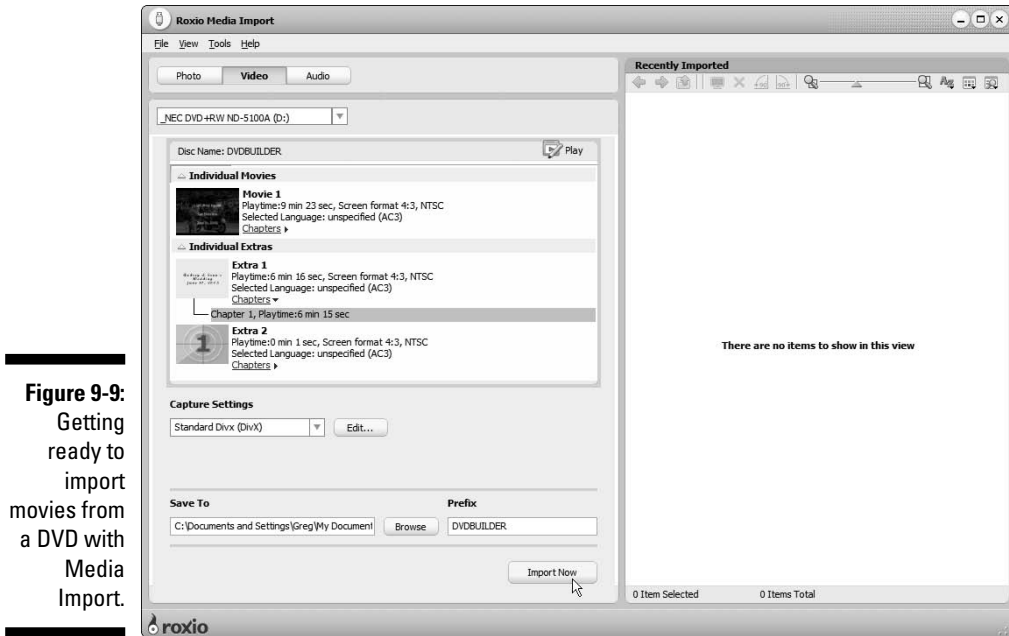 Roxio Media Import
File View Tools Help
Photo Video Audio
_NEC DVD+RW ND-5100A (D:)
Disc Name: DVDBUILDER
Play
Individual Movies
Movie 1
Playtime:9 min 23 sec, Screen format 4:3, NTSC
Selected Language: unspecified (AC3)
Chapters
Individual Extras
Extra 1
Playtime:6 min 16 sec, Screen format 4:3, NTSC
Selected Language: unspecified (AC3)
Chapters
Chapter 1, Playtime:6 min 15 sec
1
Extra 2
Playtime:0 min 1 sec, Screen format 4:3, NTSC
Selected Language: unspecified (AC3)
Chapters
Capture Settings
Standard Divx (DivX)
Edit...
Save To
Prefix
C:\Documents and Settings\Greg\My Document
Browse
DVDBUILDER
Import Now
Recently Imported
There are no items to show in this view
0 Item Selected
0 Items Total
roxio
Figure 9-9:
Getting
ready to
import
movies from
a DVD with
Media
Import.